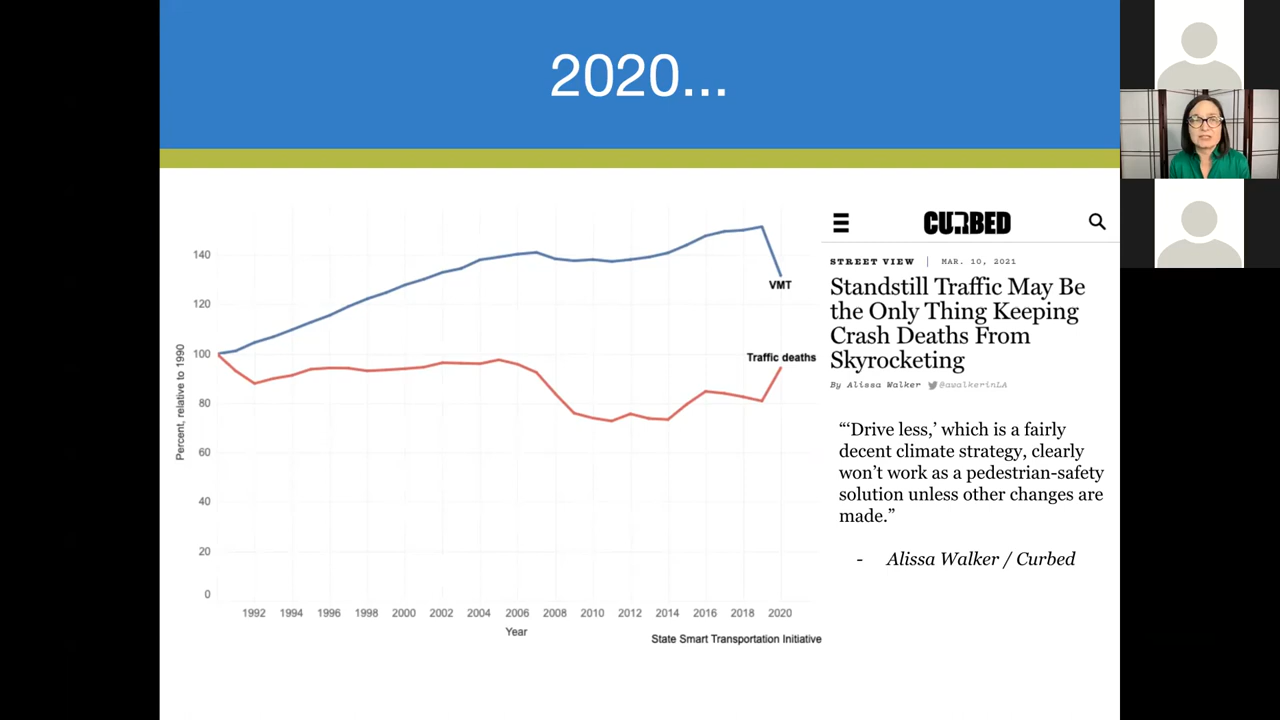 2020...
140
120
100
80
60
40
20
0
Percent, relative to 1990
VMT
Traffic deaths
1992 1994 1996 1998 2000 2002 2004 2006 2008 2010 2012 2014 2016 2018 2020
Year
State Smart Transportation Initiative
CURBED
STREET VIEW | MAR. 10, 2021
Standstill Traffic May Be
the Only Thing Keeping
Crash Deaths From
Skyrocketing
By Alissa Walker @awalkerinLA
“‘Drive less,’ which is a fairly
decent climate strategy, clearly
won’t work as a pedestrian-safety
solution unless other changes are
made.”
- Alissa Walker / Curbed